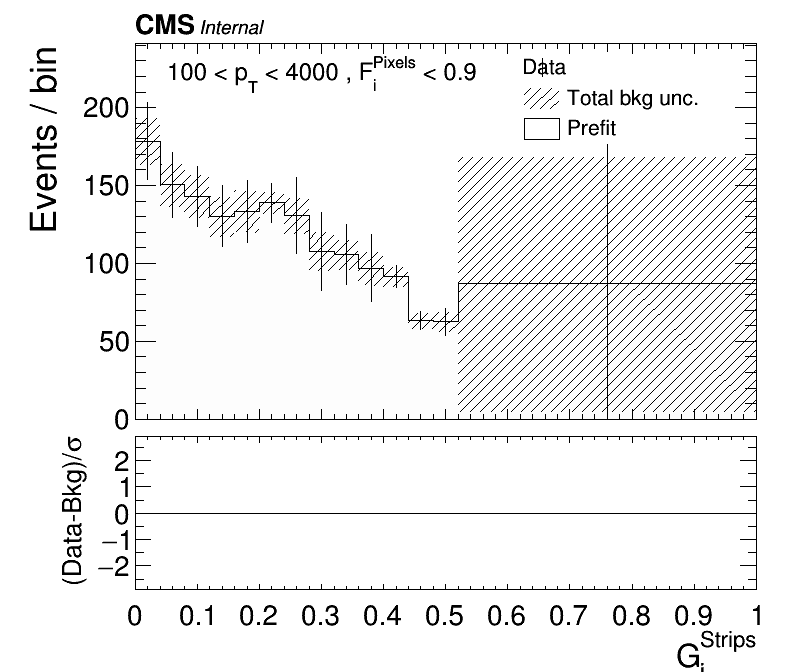 CMS Internal
100 < p_T < 4000 , F_i^Pixels < 0.9
Data
Total bkg unc.
Prefit
Events / bin
200
150
100
50
0
(Data-Bkg)/σ
2
1
0
−1
−2
0 0.1 0.2 0.3 0.4 0.5 0.6 0.7 0.8 0.9 1
G_i^Strips